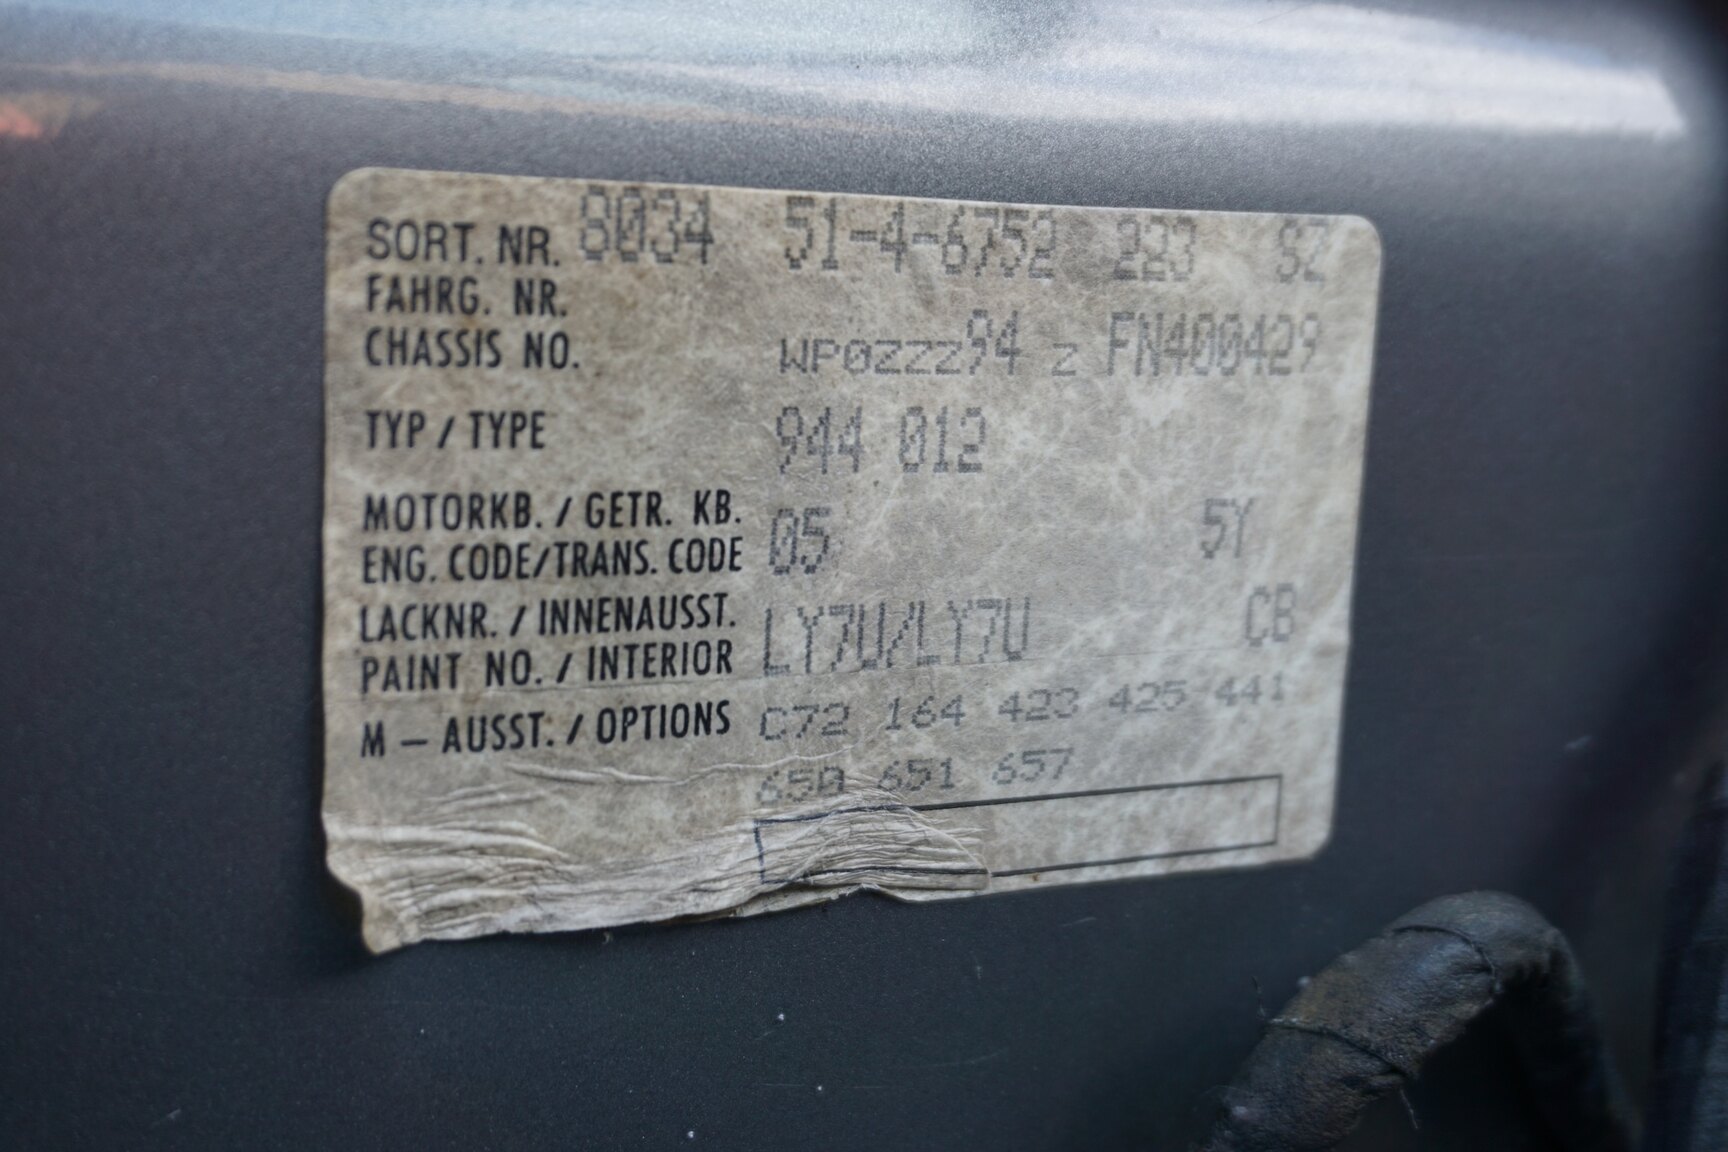 SORT. NR. 8034 51-4-6752 223 SZ
FAHRG. NR.
CHASSIS NO. WP0ZZZ94 Z FN400429
TYP / TYPE 944 012
MOTORKB. / GETR. KB.
ENG. CODE/TRANS. CODE 05 5Y
LACKNR. / INNENAUSST.
PAINT NO. / INTERIOR LY7U/LY7U CB
M – AUSST. / OPTIONS C72 164 423 425 441
650 651 657